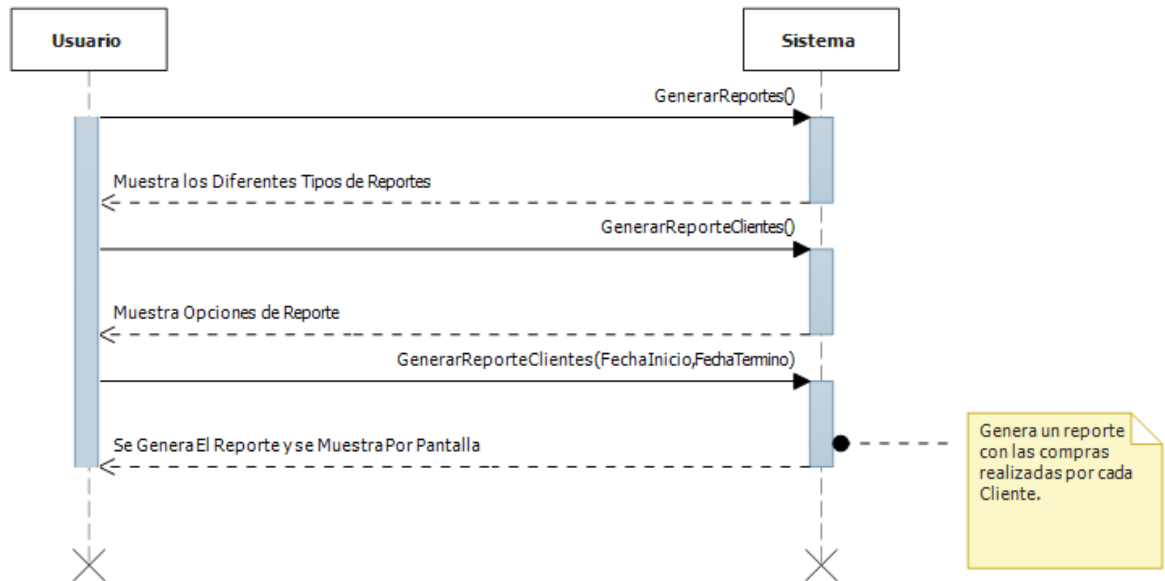 Usuario
Sistema
GenerarReportes()
Muestra los Diferentes Tipos de Reportes
GenerarReporteClientes()
Muestra Opciones de Reporte
GenerarReporteClientes(FechaInicio,FechaTermino)
Se Genera El Reporte y se Muestra Por Pantalla
Genera un reporte
con las compras
realizadas por cada
Cliente.